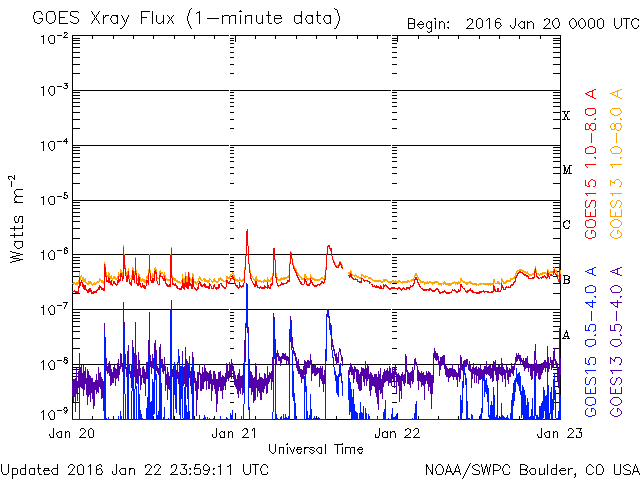 GOES Xray Flux (1-minute data)
Begin: 2016 Jan 20 0000 UTC
10⁻²
10⁻³
10⁻⁴
10⁻⁵
10⁻⁶
10⁻⁷
10⁻⁸
10⁻⁹
Watts m⁻²
X
M
C
B
A
GOES15 1.0-8.0 A
GOES13 1.0-8.0 A
GOES15 0.5-4.0 A
GOES13 0.5-4.0 A
Jan 20
Jan 21
Jan 22
Jan 23
Universal Time
Updated 2016 Jan 22 23:59:11 UTC
NOAA/SWPC Boulder, CO USA